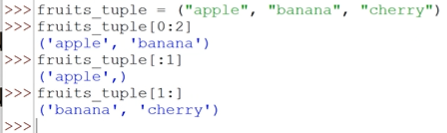 >>> fruits_tuple = ("apple", "banana", "cherry")
>>> fruits_tuple[0:2]
('apple', 'banana')
>>> fruits_tuple[:1]
('apple',)
>>> fruits_tuple[1:]
('banana', 'cherry')
>>>